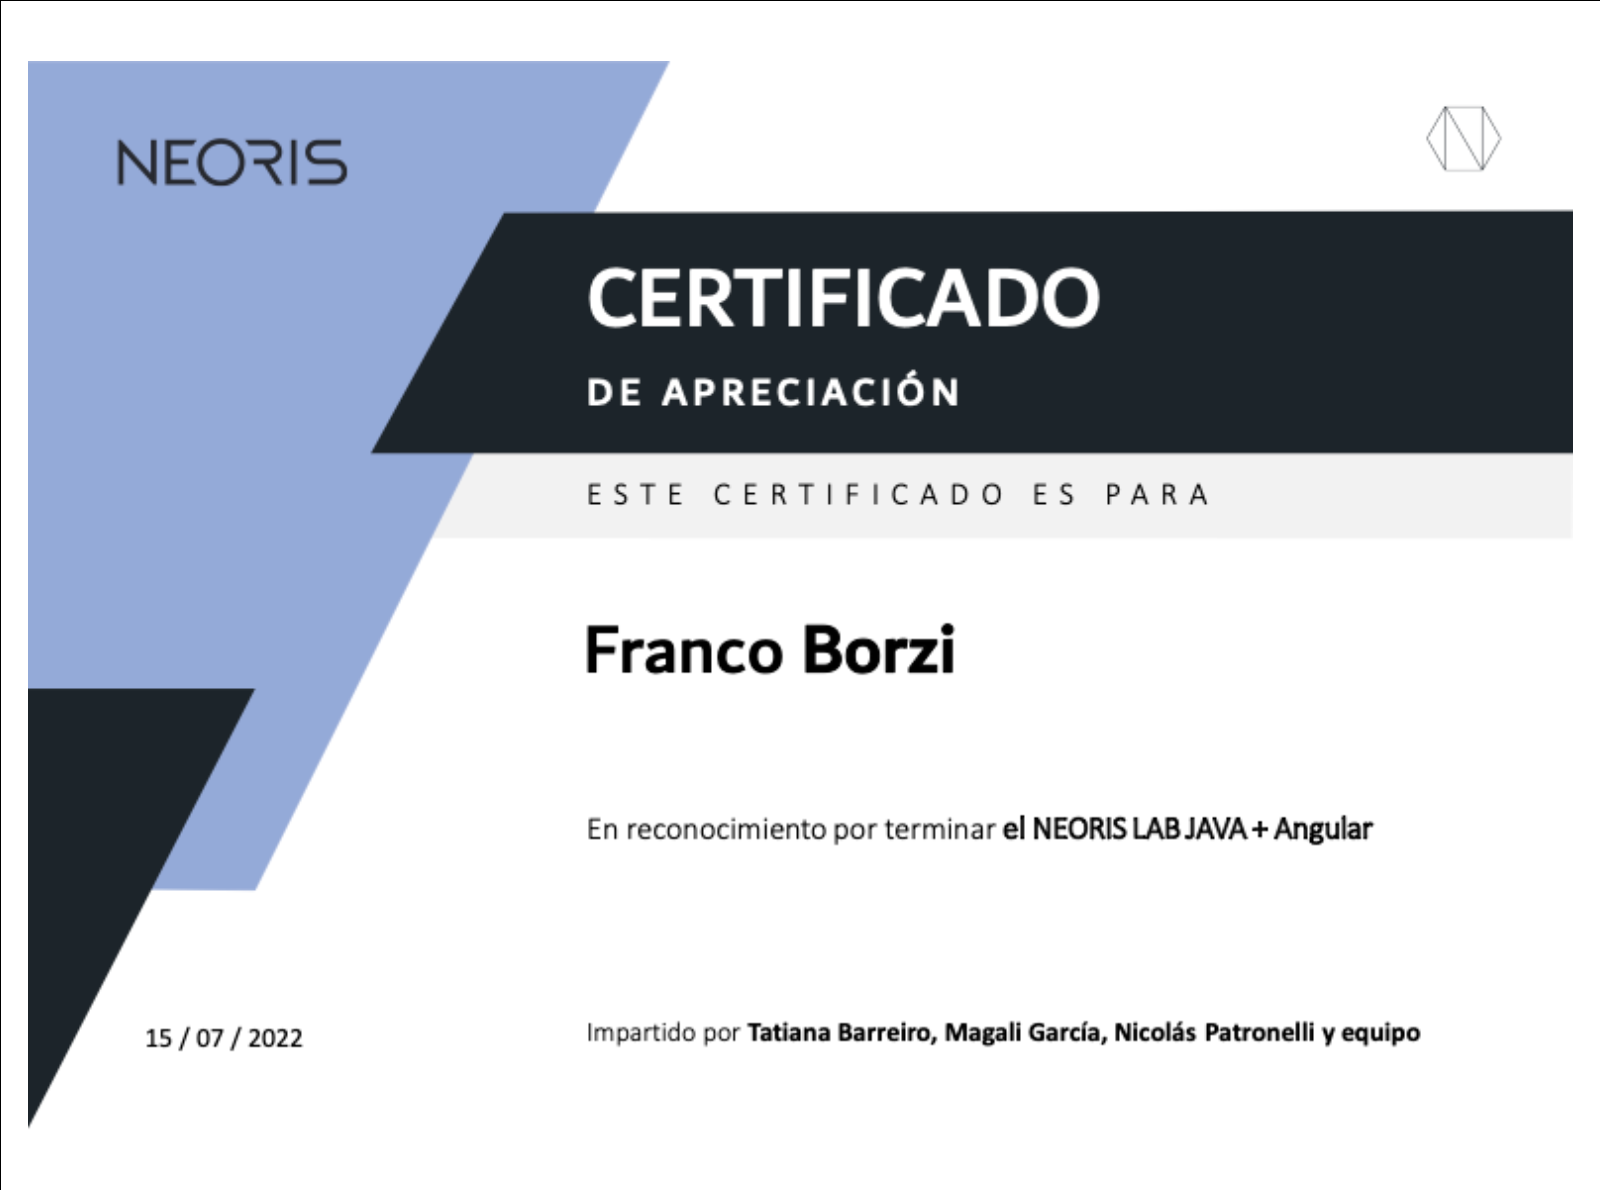 NEORIS
CERTIFICADO
DE APRECIACIÓN
ESTE CERTIFICADO ES PARA
Franco Borzi
En reconocimiento por terminar el NEORIS LAB JAVA + Angular
15 / 07 / 2022
Impartido por Tatiana Barreiro, Magali García, Nicolás Patronelli y equipo